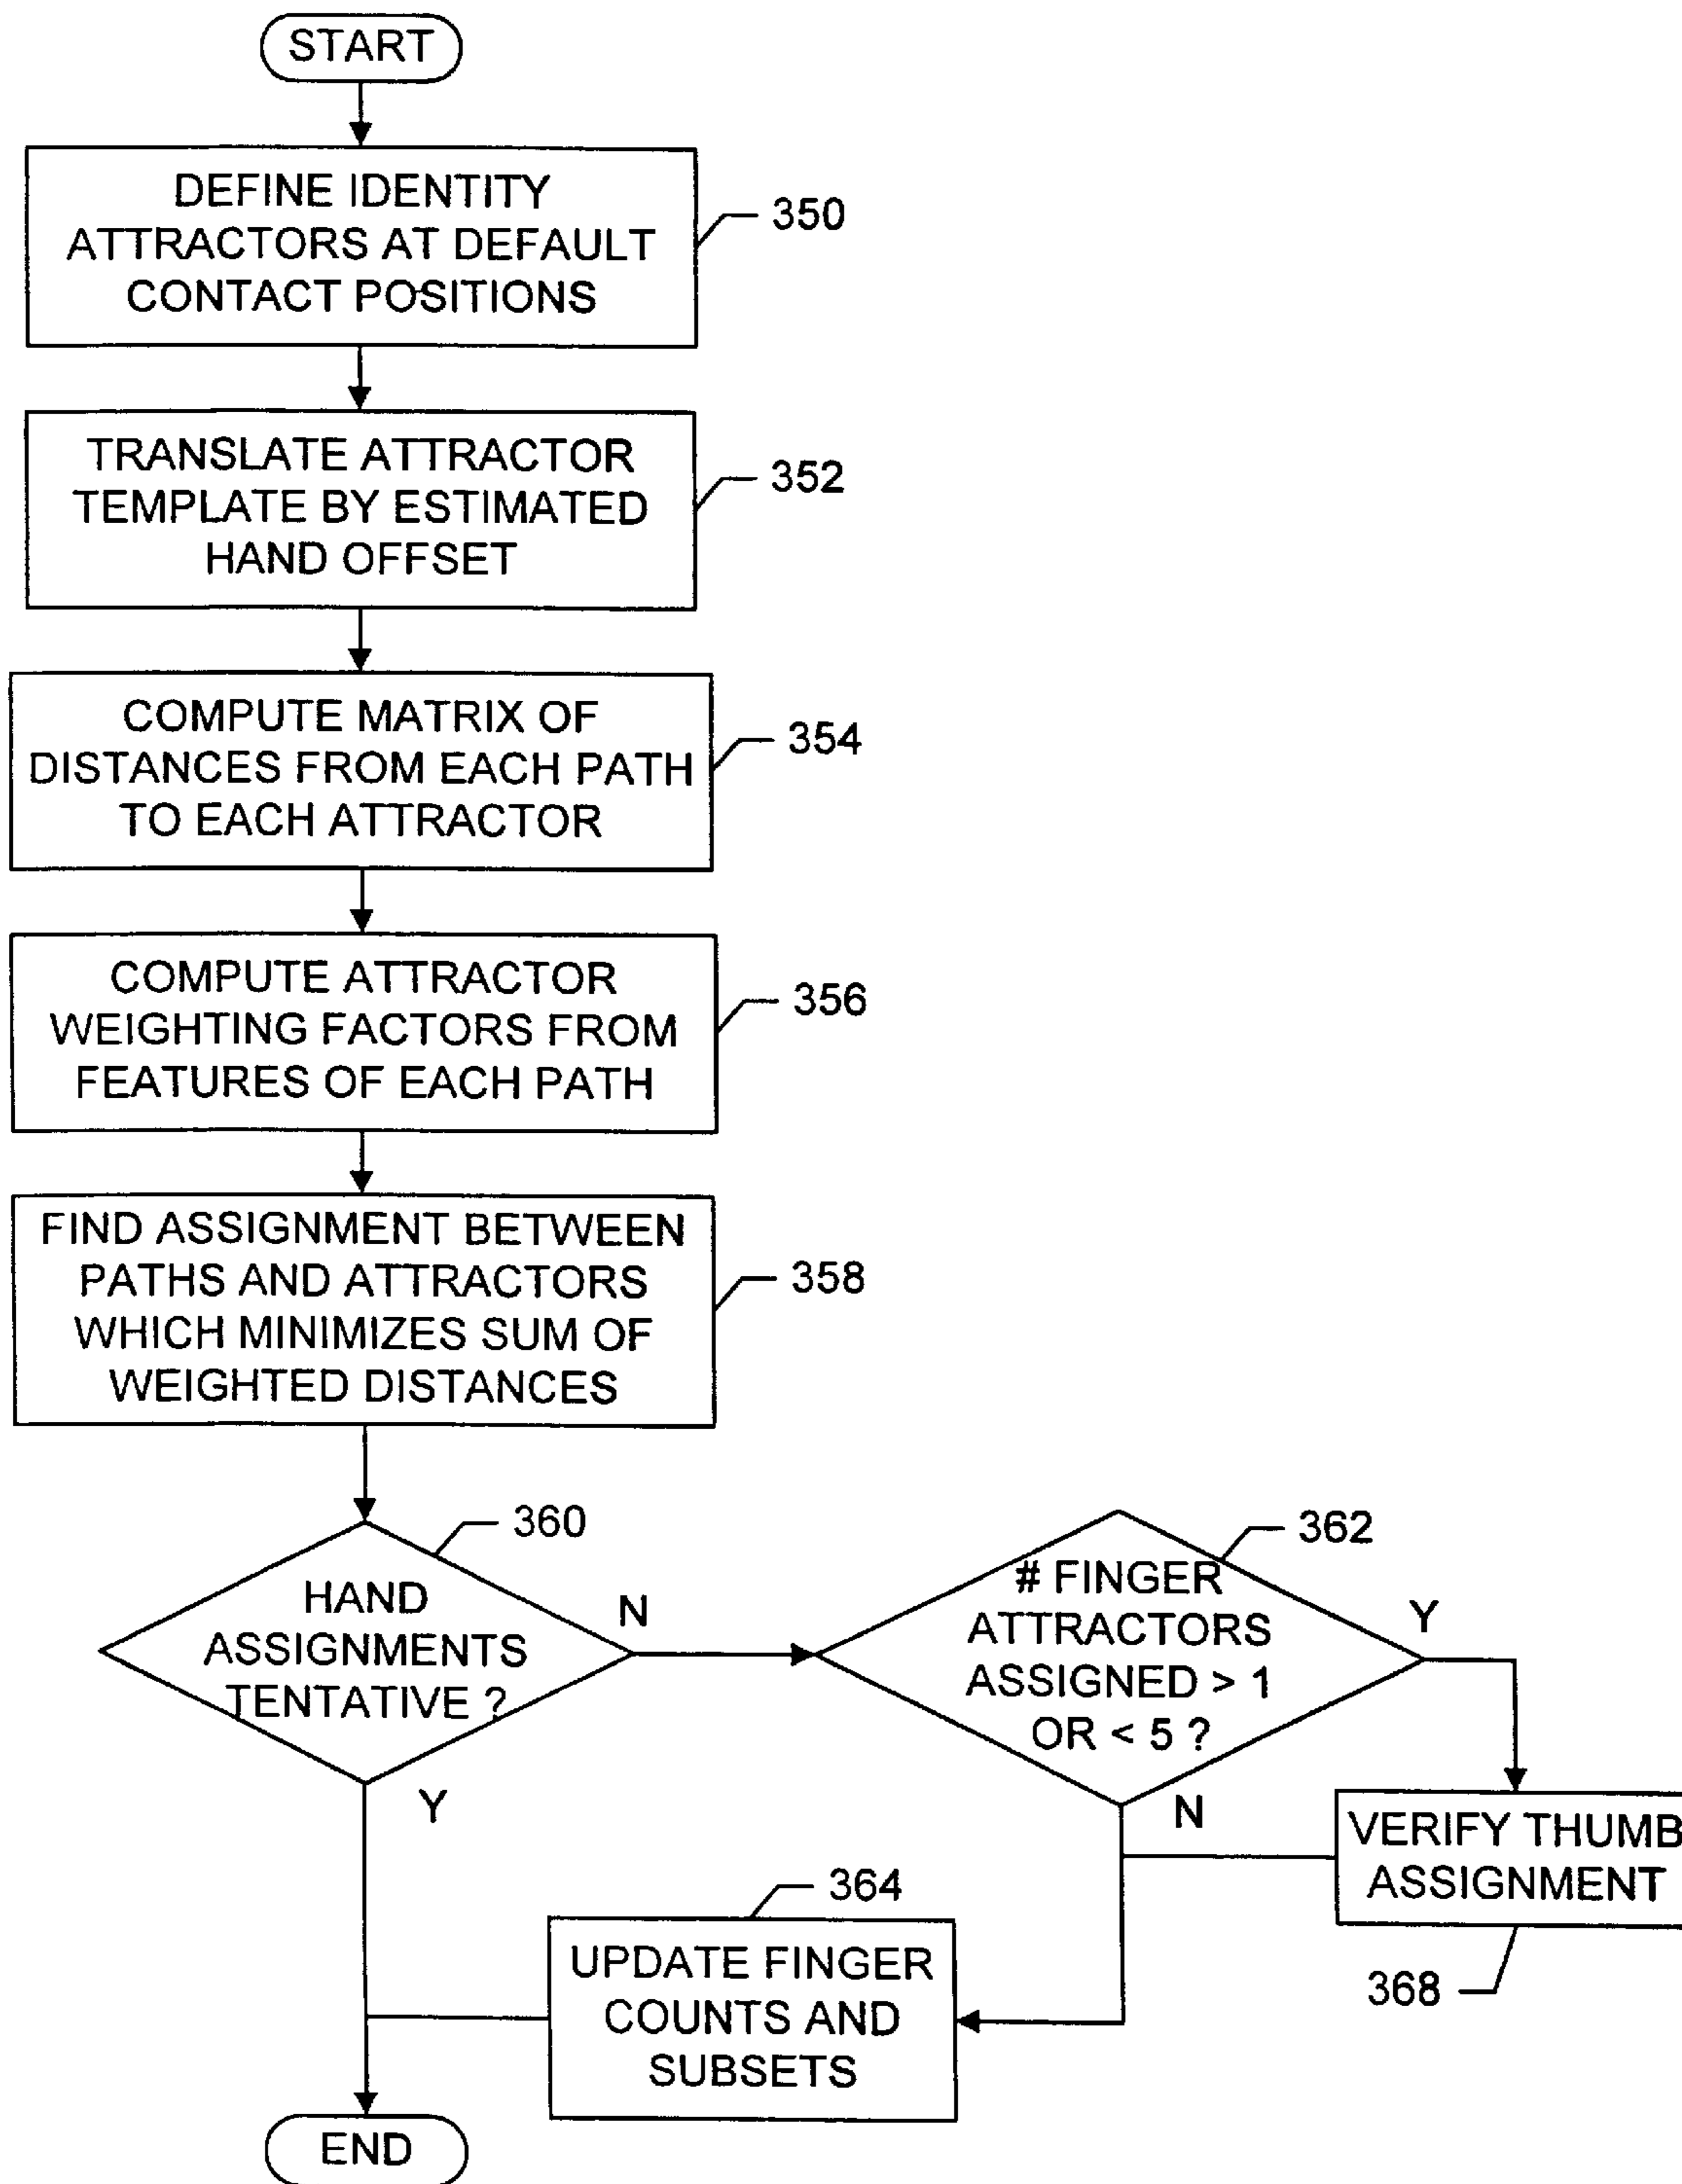 START
DEFINE IDENTITY
ATTRACTORS AT DEFAULT
CONTACT POSITIONS
350
TRANSLATE ATTRACTOR
TEMPLATE BY ESTIMATED
HAND OFFSET
352
COMPUTE MATRIX OF
DISTANCES FROM EACH PATH
TO EACH ATTRACTOR
354
COMPUTE ATTRACTOR
WEIGHTING FACTORS FROM
FEATURES OF EACH PATH
356
FIND ASSIGNMENT BETWEEN
PATHS AND ATTRACTORS
WHICH MINIMIZES SUM OF
WEIGHTED DISTANCES
358
360
HAND
ASSIGNMENTS
TENTATIVE ?
N
Y
362
# FINGER
ATTRACTORS
ASSIGNED > 1
OR < 5 ?
Y
N
VERIFY THUMB
ASSIGNMENT
368
364
UPDATE FINGER
COUNTS AND
SUBSETS
END